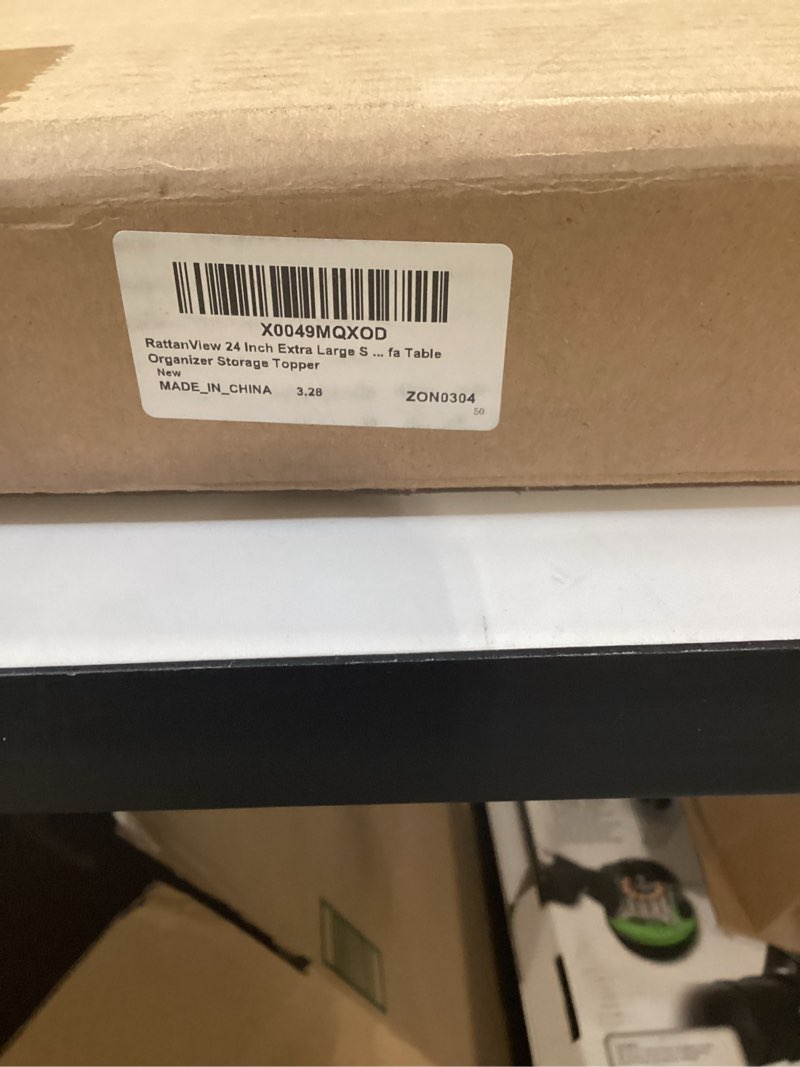 X0049MQXOD
RattanView 24 Inch Extra Large S ... fa Table
Organizer Storage Topper
New
MADE_IN_CHINA 3.28 ZON0304
50